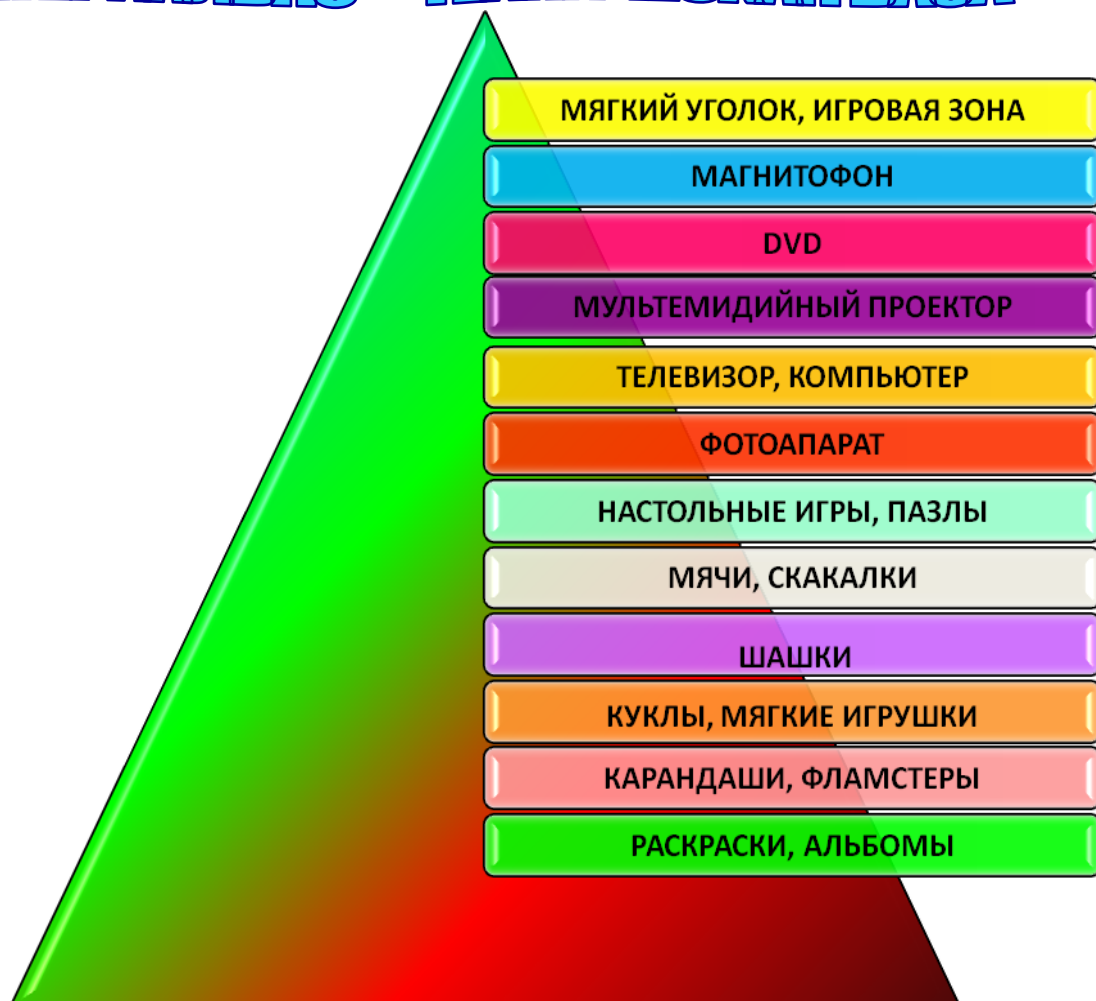 МЯГКИЙ УГОЛОК, ИГРОВАЯ ЗОНА
МАГНИТОФОН
DVD
МУЛЬТЕМИДИЙНЫЙ ПРОЕКТОР
ТЕЛЕВИЗОР, КОМПЬЮТЕР
ФОТОАПАРАТ
НАСТОЛЬНЫЕ ИГРЫ, ПАЗЛЫ
МЯЧИ, СКАКАЛКИ
ШАШКИ
КУКЛЫ, МЯГКИЕ ИГРУШКИ
КАРАНДАШИ, ФЛАМСТЕРЫ
РАСКРАСКИ, АЛЬБОМЫ